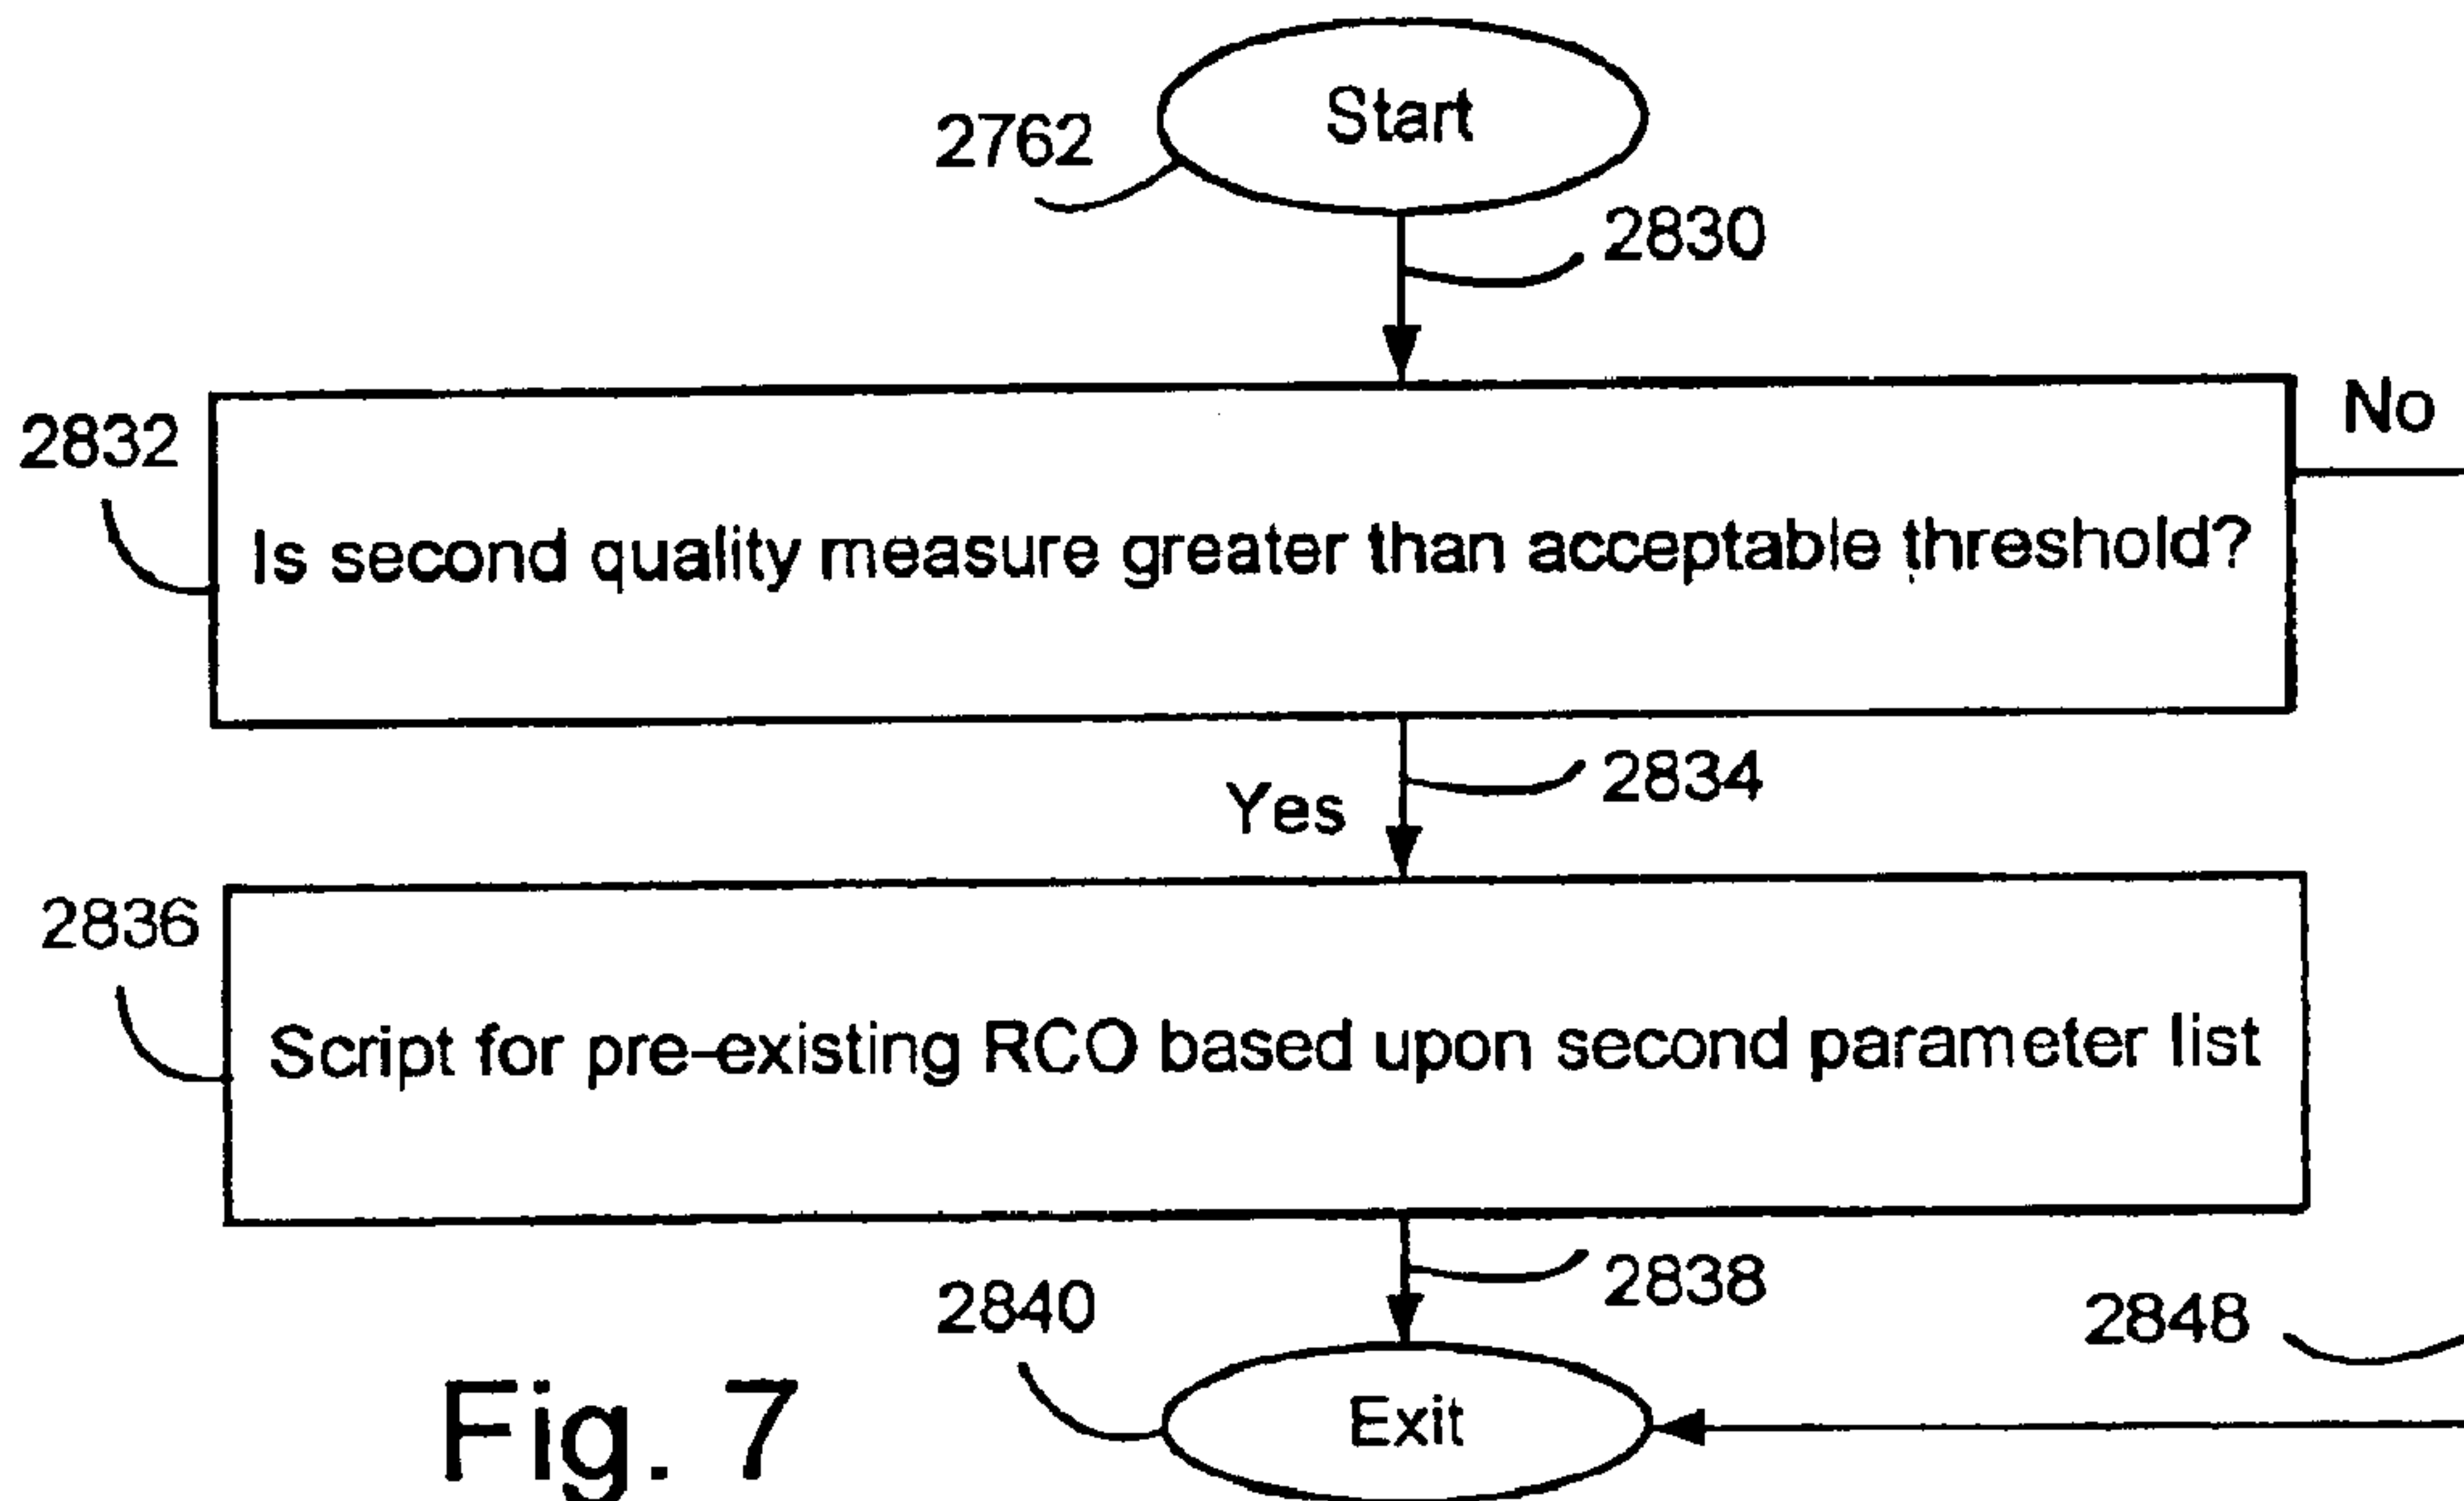 Start
2762
2830
No
2832
Is second quality measure greater than acceptable threshold?
2834
Yes
2836
Script for pre-existing RCO based upon second parameter list
2838
2840
2848
Exit
Fig. 7